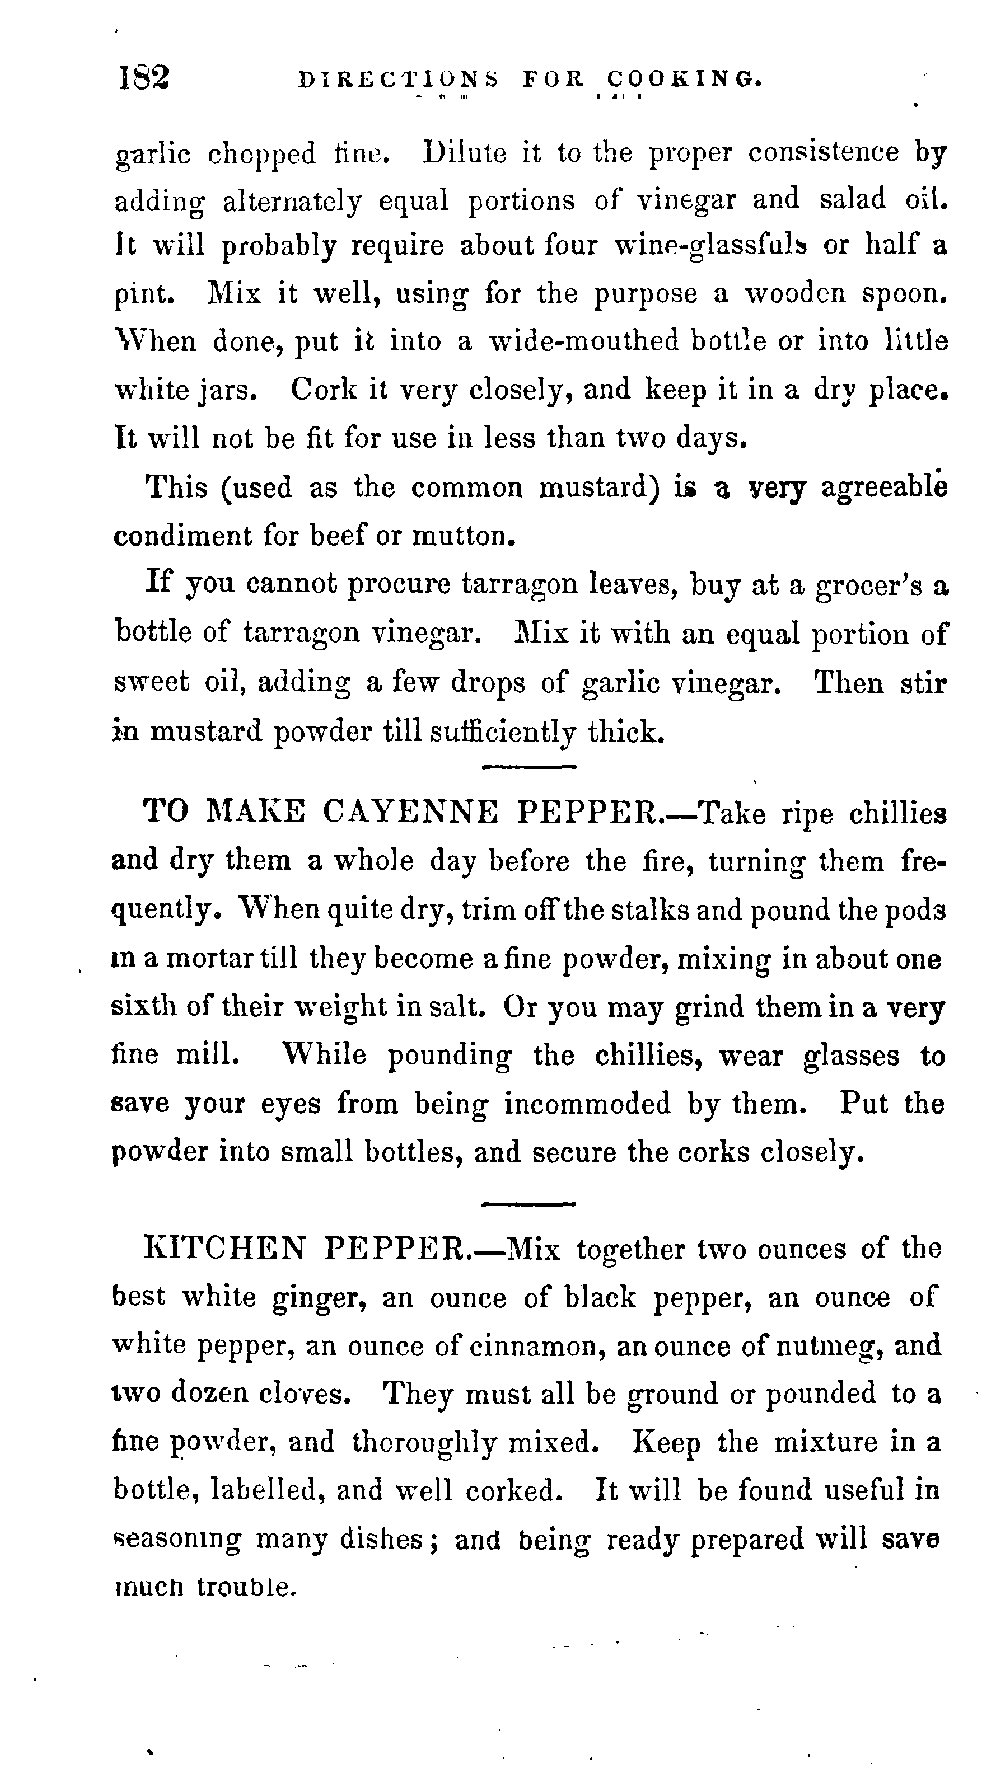 182 DIRECTIONS FOR COOKING.
garlic chopped fine. Dilute it to the proper consistence by
adding alternately equal portions of vinegar and salad oil.
It will probably require about four wine-glassfuls or half a
pint. Mix it well, using for the purpose a wooden spoon.
When done, put it into a wide-mouthed bottle or into little
white jars. Cork it very closely, and keep it in a dry place.
It will not be fit for use in less than two days.
This (used as the common mustard) is a very agreeable
condiment for beef or mutton.
If you cannot procure tarragon leaves, buy at a grocer's a
bottle of tarragon vinegar. Mix it with an equal portion of
sweet oil, adding a few drops of garlic vinegar. Then stir
in mustard powder till sufficiently thick.
TO MAKE CAYENNE PEPPER.—Take ripe chillies
and dry them a whole day before the fire, turning them fre-
quently. When quite dry, trim off the stalks and pound the pods
in a mortar till they become a fine powder, mixing in about one
sixth of their weight in salt. Or you may grind them in a very
fine mill. While pounding the chillies, wear glasses to
save your eyes from being incommoded by them. Put the
powder into small bottles, and secure the corks closely.
KITCHEN PEPPER.—Mix together two ounces of the
best white ginger, an ounce of black pepper, an ounce of
white pepper, an ounce of cinnamon, an ounce of nutmeg, and
two dozen cloves. They must all be ground or pounded to a
fine powder, and thoroughly mixed. Keep the mixture in a
bottle, labelled, and well corked. It will be found useful in
seasoning many dishes; and being ready prepared will save
much trouble.